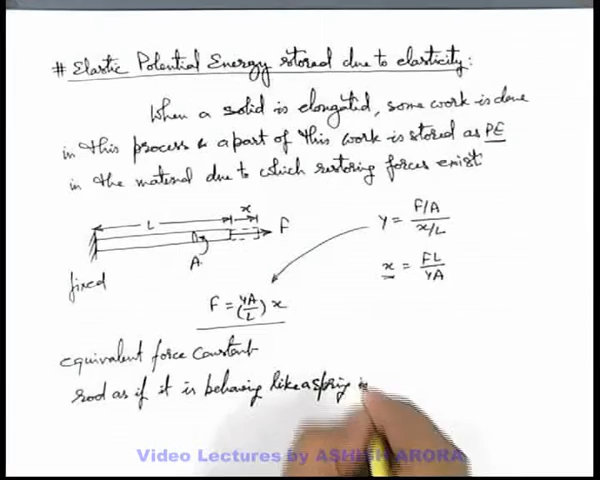 # Elastic Potential Energy stored due to elasticity:
When a solid is elongated, some work is done
in this process & a part of this work is stored as PE
in the material due to which restoring forces exist
L x F
A
fixed
Y = F/A / x/L
x = FL / YA
F = (YA/L) x
equivalent force constant
rod as if it is behaving like a spring
Video Lectures by ASHISH ARORA